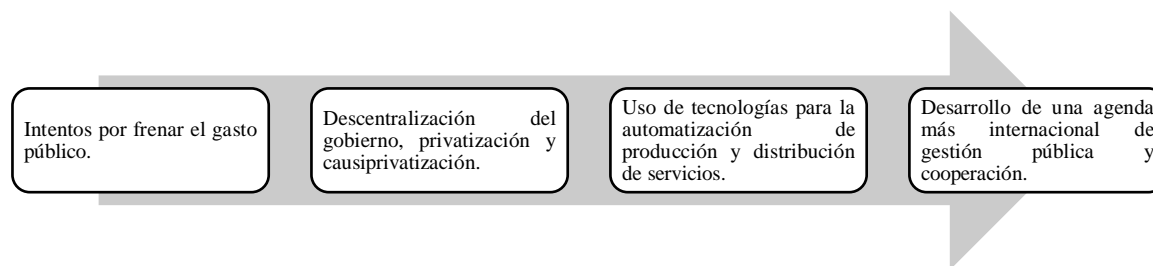 Intentos por frenar el gasto
público.
Descentralización del
gobierno, privatización y
causiprivatización.
Uso de tecnologías para la
automatización de
producción y distribución
de servicios.
Desarrollo de una agenda
más internacional de
gestión pública y
cooperación.